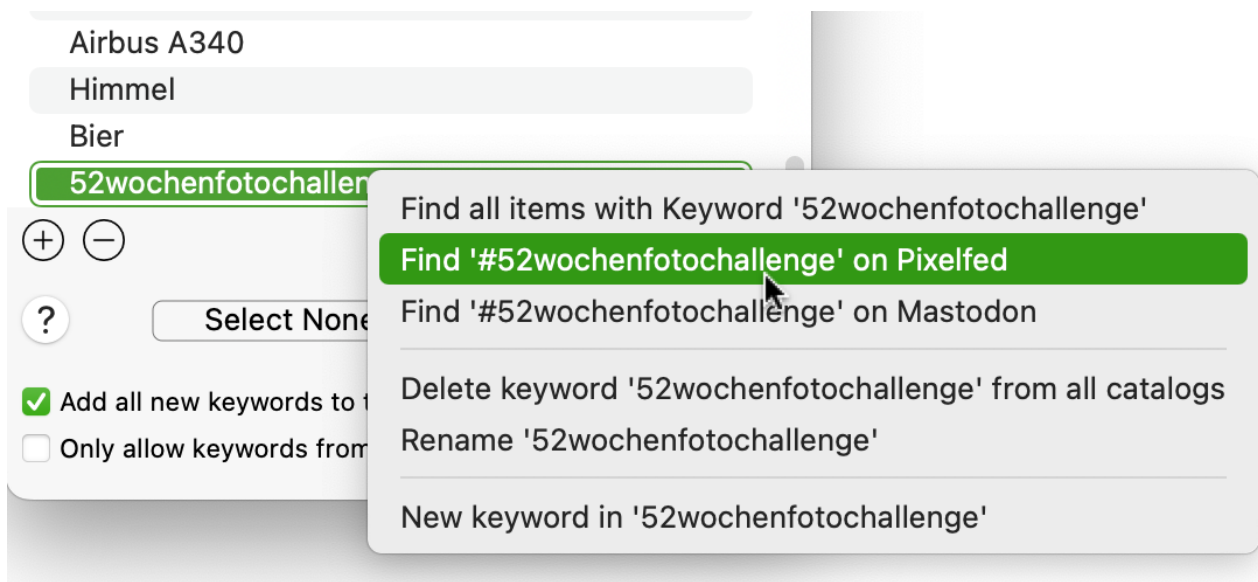 Airbus A340
Himmel
Bier
52wochenfotochallen
Find all items with Keyword '52wochenfotochallenge'
Find '#52wochenfotochallenge' on Pixelfed
Find '#52wochenfotochallenge' on Mastodon
Delete keyword '52wochenfotochallenge' from all catalogs
Rename '52wochenfotochallenge'
New keyword in '52wochenfotochallenge'
?
Select None
Add all new keywords to
Only allow keywords from